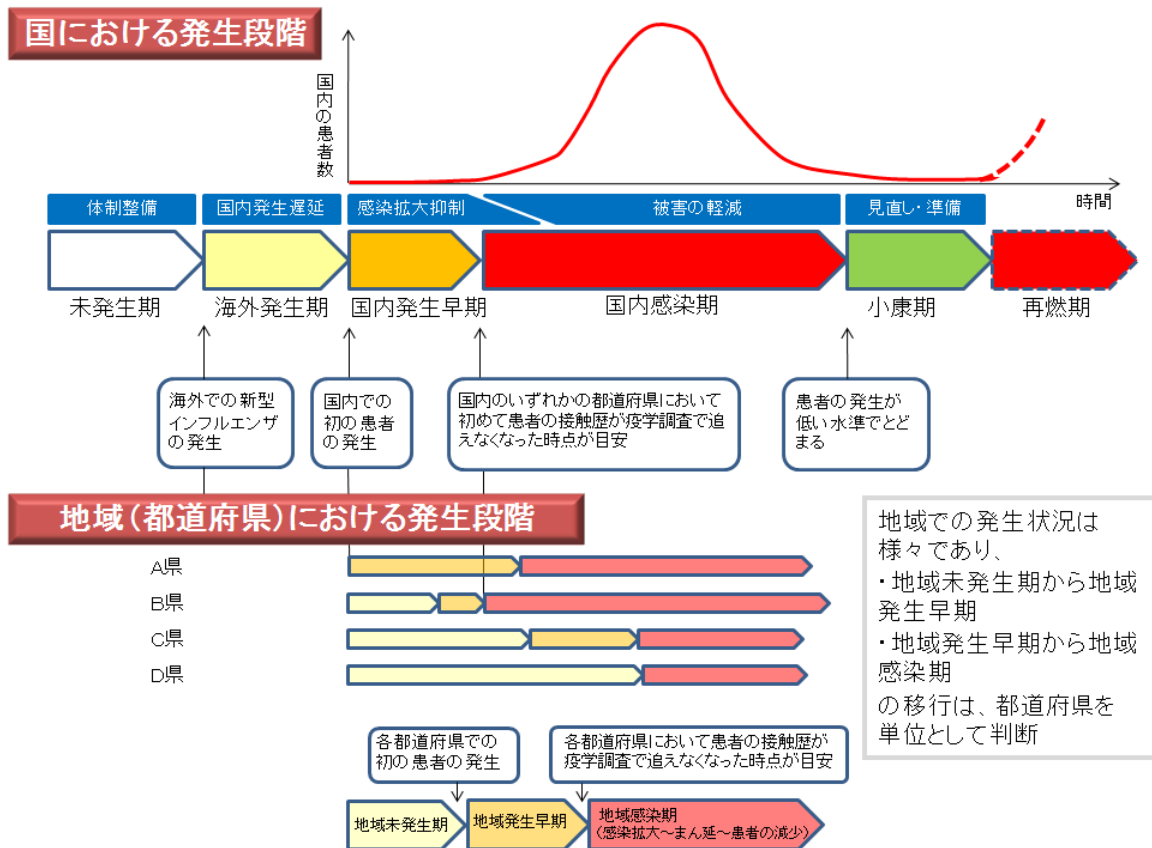 国における発生段階
国内の患者数
時間
体制整備
国内発生遅延
感染拡大抑制
被害の軽減
見直し・準備
未発生期
海外発生期
国内発生早期
国内感染期
小康期
再燃期
海外での新型
インフルエンザ
の発生
国内での
初の患者
の発生
国内のいずれかの都道府県において
初めて患者の接触歴が疫学調査で追
えなくなった時点が目安
患者の発生が
低い水準でとど
まる
地域(都道府県)における発生段階
A県
B県
C県
D県
地域での発生状況は
様々であり、
・地域未発生期から地域
発生早期
・地域発生早期から地域
感染期
の移行は、都道府県を
単位として判断
各都道府県での
初の患者の発生
各都道府県において患者の接触歴が
疫学調査で追えなくなった時点が目安
地域未発生期
地域発生早期
地域感染期
(感染拡大～まん延～患者の減少)